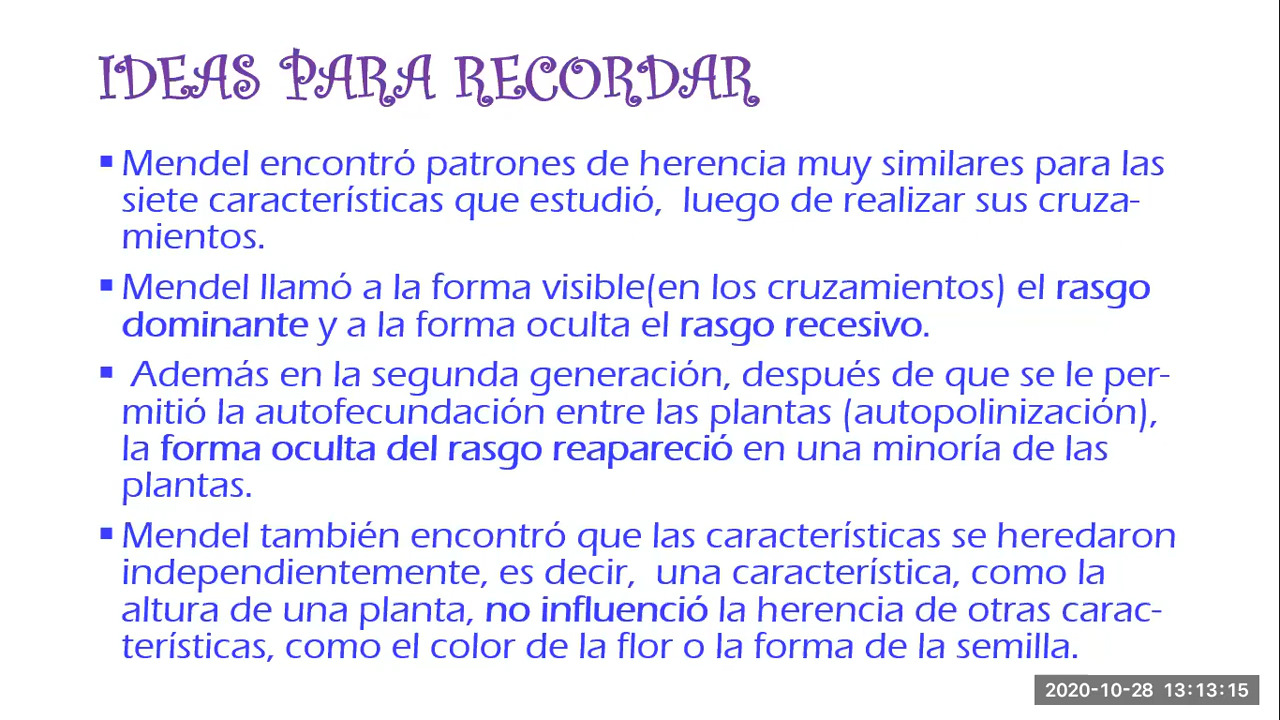 IDEAS PARA RECORDAR
▪ Mendel encontró patrones de herencia muy similares para las
siete características que estudió,  luego de realizar sus cruza-
mientos.
▪ Mendel llamó a la forma visible(en los cruzamientos) el rasgo
dominante y a la forma oculta el rasgo recesivo.
▪ Además en la segunda generación, después de que se le per-
mitió la autofecundación entre las plantas (autopolinización),
la forma oculta del rasgo reapareció en una minoría de las
plantas.
▪ Mendel también encontró que las características se heredaron
independientemente, es decir,  una característica, como la
altura de una planta, no influenció la herencia de otras carac-
terísticas, como el color de la flor o la forma de la semilla.
2020-10-28 13:13:15